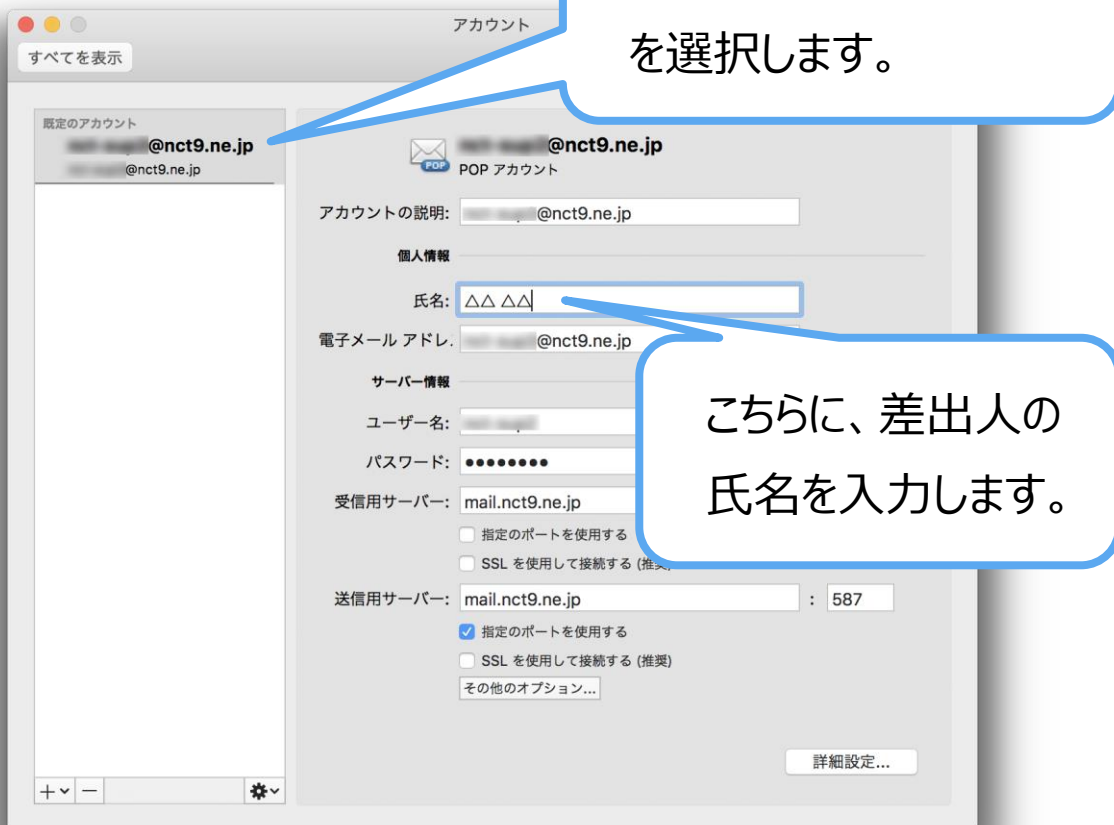 アカウント
すべてを表示
を選択します。
既定のアカウント
@nct9.ne.jp
@nct9.ne.jp
@nct9.ne.jp
POP
POP アカウント
アカウントの説明: @nct9.ne.jp
個人情報
氏名: △△ △△
電子メール アドレ. @nct9.ne.jp
サーバー情報
ユーザー名:
パスワード: ●●●●●●●●
受信用サーバー: mail.nct9.ne.jp
指定のポートを使用する
SSL を使用して接続する (推奨)
こちらに、差出人の
氏名を入力します。
送信用サーバー: mail.nct9.ne.jp : 587
指定のポートを使用する
SSL を使用して接続する (推奨)
その他のオプション...
詳細設定...